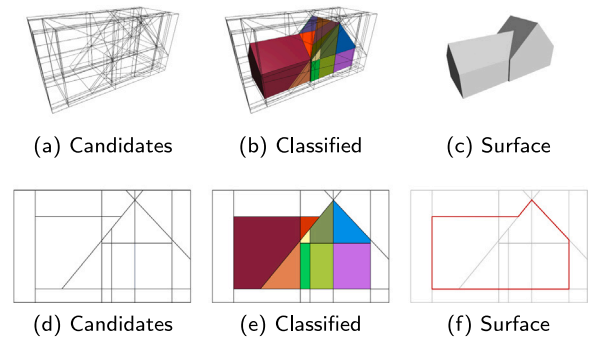 (a) Candidates
(b) Classified
(c) Surface
(d) Candidates
(e) Classified
(f) Surface